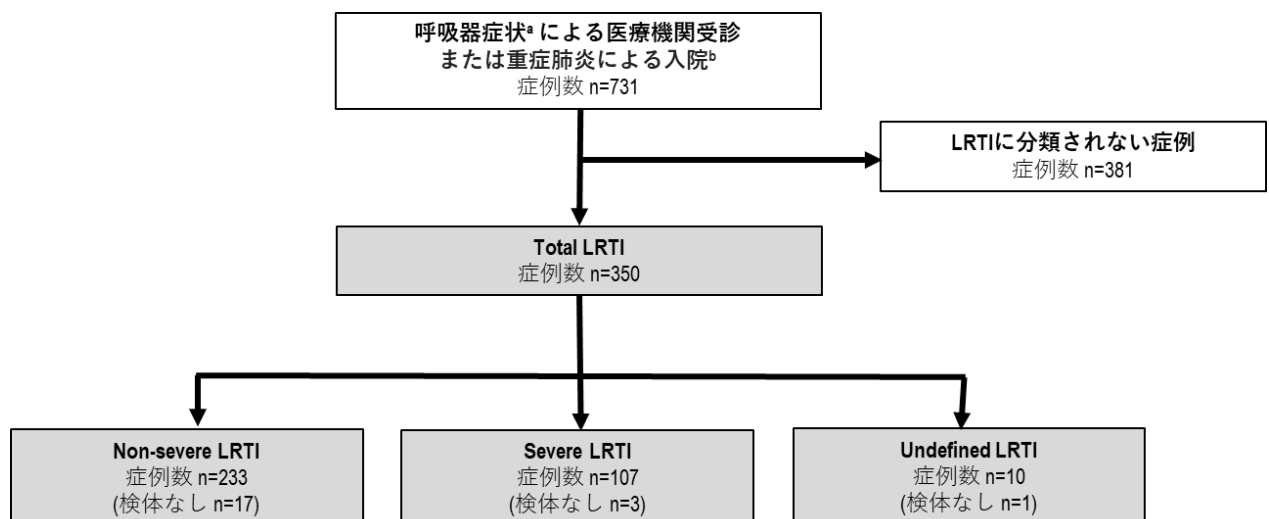 呼吸器症状ᵃ による医療機関受診
または重症肺炎による入院ᵇ
症例数 n=731
LRTIに分類されない症例
症例数 n=381
Total LRTI
症例数 n=350
Non-severe LRTI
症例数 n=233
(検体なし n=17)
Severe LRTI
症例数 n=107
(検体なし n=3)
Undefined LRTI
症例数 n=10
(検体なし n=1)